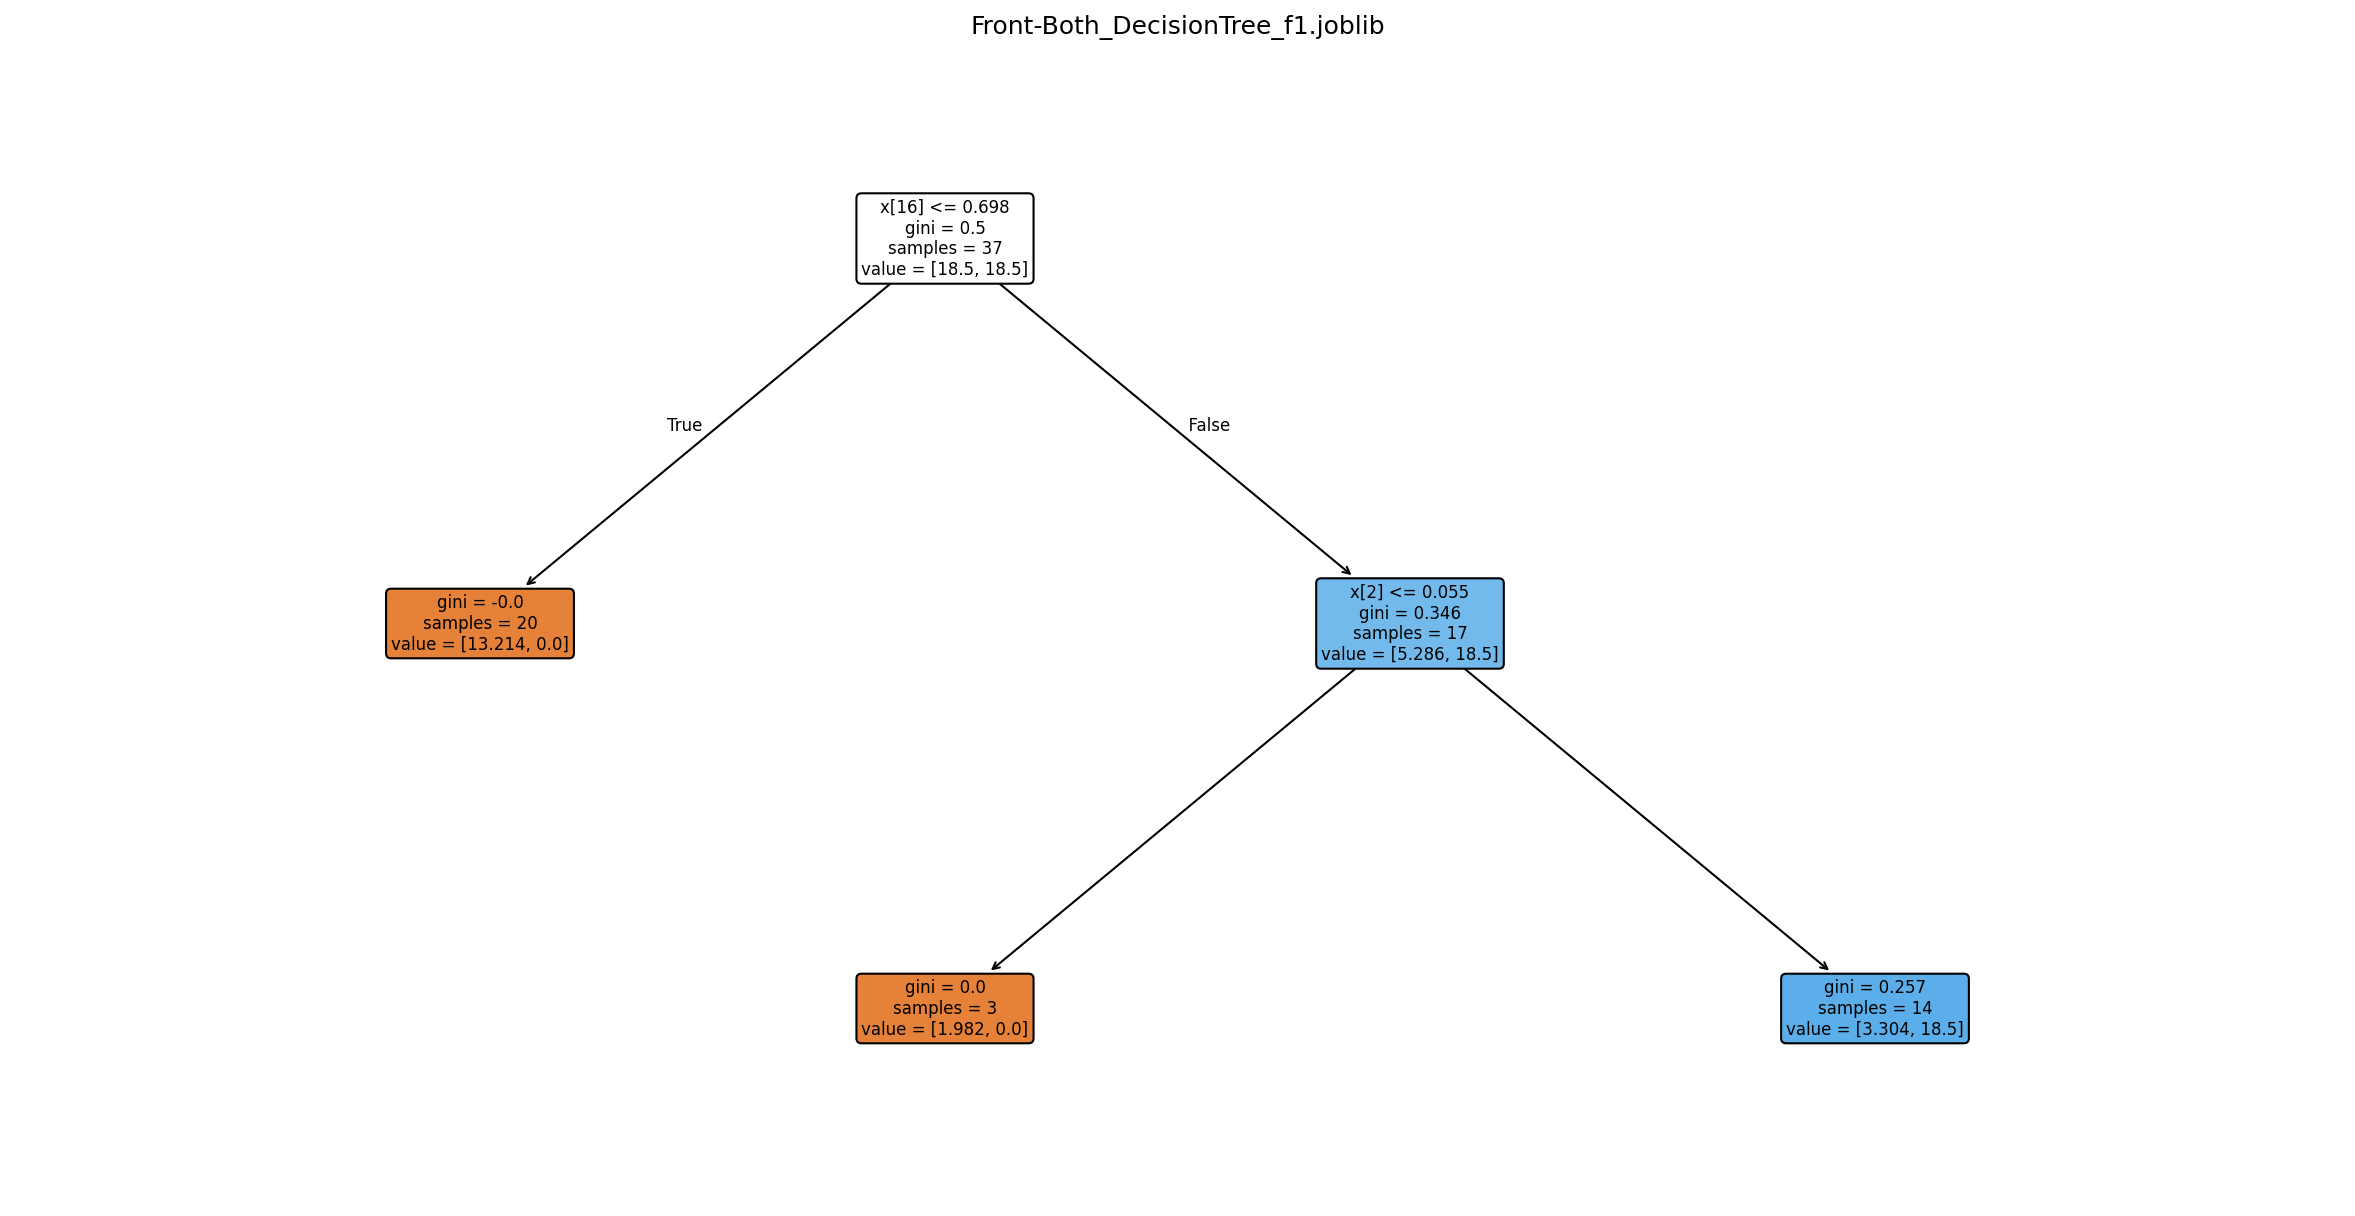 Front-Both_DecisionTree_f1.joblib
x[16] <= 0.698
gini = 0.5
samples = 37
value = [18.5, 18.5]
True
False
gini = -0.0
samples = 20
value = [13.214, 0.0]
x[2] <= 0.055
gini = 0.346
samples = 17
value = [5.286, 18.5]
gini = 0.0
samples = 3
value = [1.982, 0.0]
gini = 0.257
samples = 14
value = [3.304, 18.5]